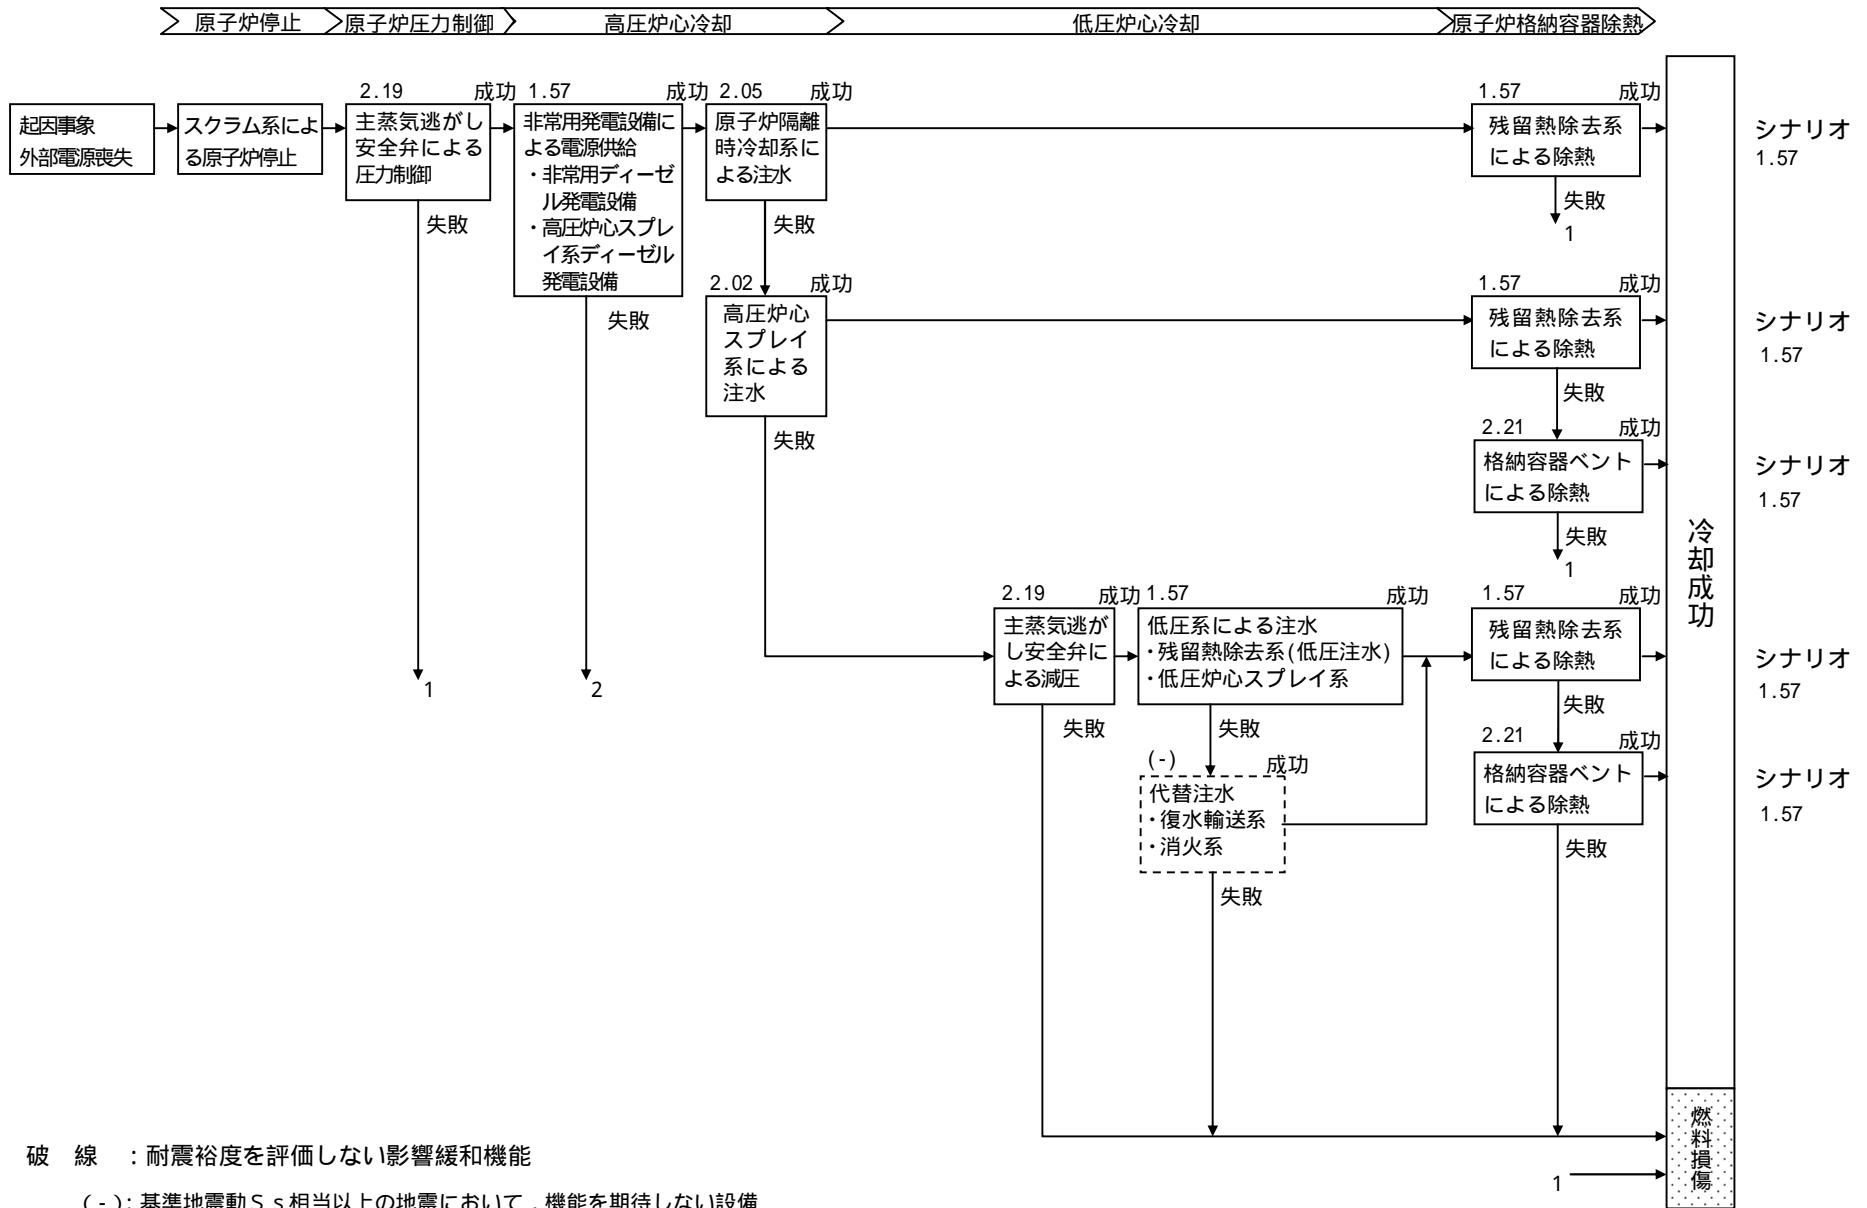 原子炉停止
原子炉圧力制御
高圧炉心冷却
低圧炉心冷却
原子炉格納容器除熱
起因事象
外部電源喪失
スクラム系によ
る原子炉停止
2.19
成功
主蒸気逃がし
安全弁による
圧力制御
失敗
1
1.57
成功
非常用発電設備に
よる電源供給
・非常用ディーゼ
ル発電設備
・高圧炉心スプレ
イ系ディーゼル
発電設備
失敗
2
2.05
成功
原子炉隔離
時冷却系に
よる注水
失敗
2.02
成功
高圧炉心
スプレイ
系による
注水
失敗
1.57
成功
残留熱除去系
による除熱
失敗
1
シナリオ
1.57
1.57
成功
残留熱除去系
による除熱
失敗
シナリオ
1.57
2.21
成功
格納容器ベント
による除熱
失敗
1
シナリオ
1.57
2.19
成功
主蒸気逃が
し安全弁に
よる減圧
失敗
1.57
成功
低圧系による注水
・残留熱除去系(低圧注水)
・低圧炉心スプレイ系
失敗
(-)
成功
代替注水
・復水輸送系
・消火系
失敗
1.57
成功
残留熱除去系
による除熱
失敗
シナリオ
1.57
2.21
成功
格納容器ベント
による除熱
失敗
シナリオ
1.57
冷却成功
燃料損傷
1
破 線 :耐震裕度を評価しない影響緩和機能
(-):基準地震動Ss相当以上の地震において,機能を期待しない設備